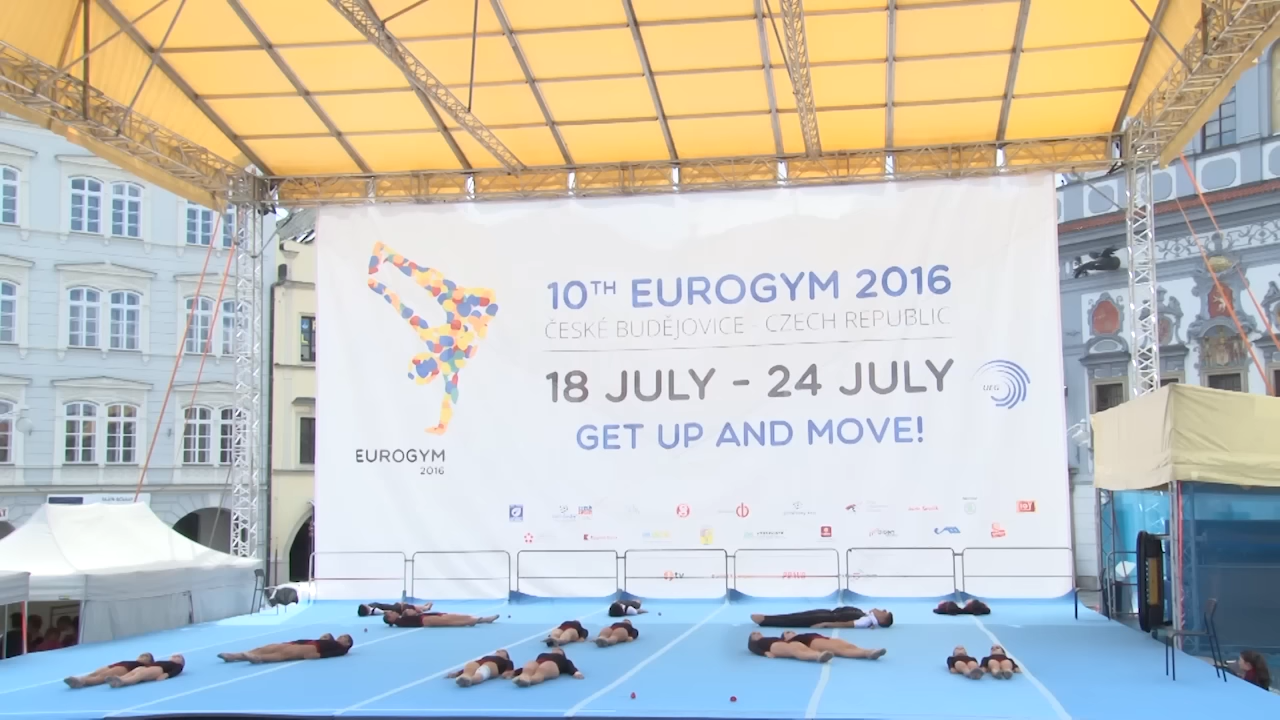 10TH EUROGYM 2016
ČESKÉ BUDĚJOVICE - CZECH REPUBLIC
18 JULY - 24 JULY
UEG
GET UP AND MOVE!
EUROGYM
2016